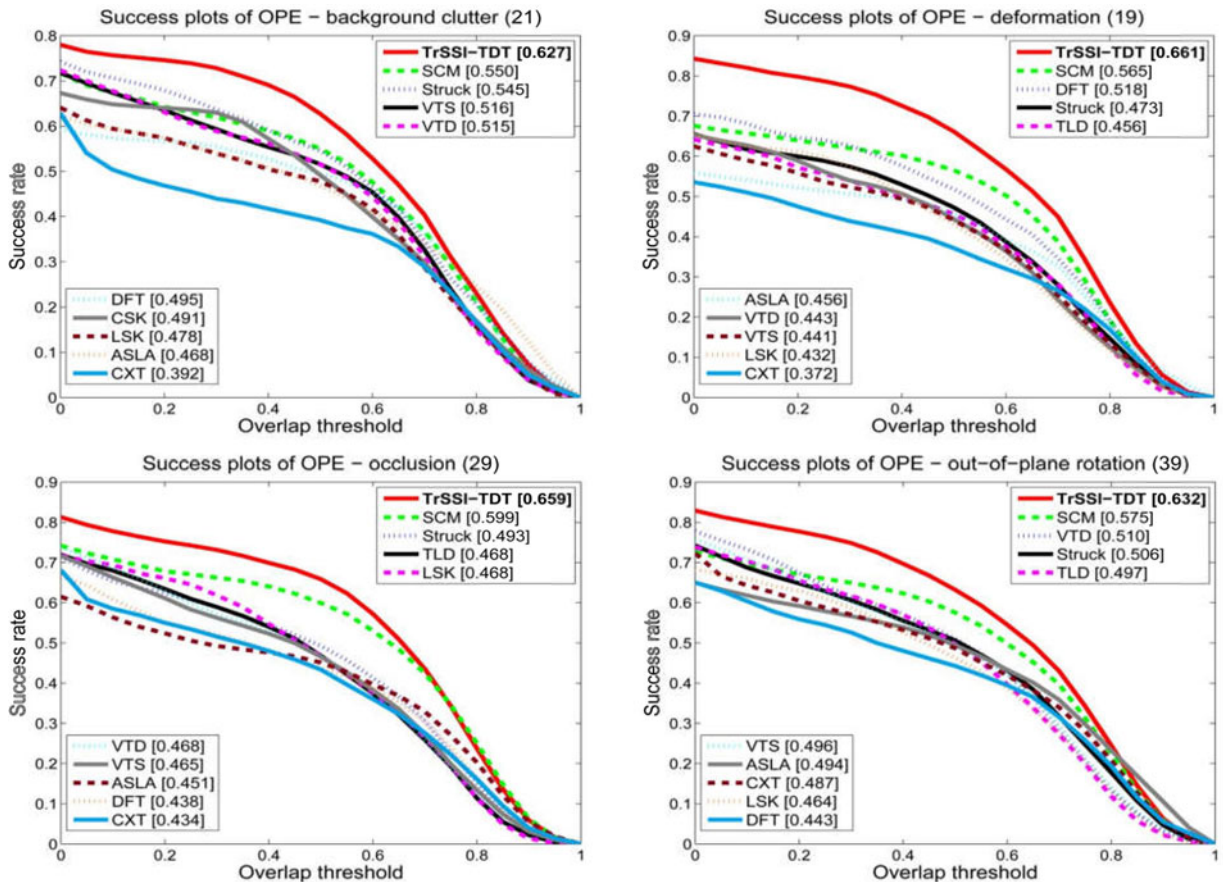 Success plots of OPE − background clutter (21)
TrSSI−TDT [0.627]
SCM [0.550]
Struck [0.545]
VTS [0.516]
VTD [0.515]
DFT [0.495]
CSK [0.491]
LSK [0.478]
ASLA [0.468]
CXT [0.392]
Success rate
0.8
0.7
0.6
0.5
0.4
0.3
0.2
0.1
0
0 0.2 0.4 0.6 0.8 1
Overlap threshold
Success plots of OPE − deformation (19)
TrSSI−TDT [0.661]
SCM [0.565]
DFT [0.518]
Struck [0.473]
TLD [0.456]
ASLA [0.456]
VTD [0.443]
VTS [0.441]
LSK [0.432]
CXT [0.372]
Success rate
0.9
0.8
0.7
0.6
0.5
0.4
0.3
0.2
0.1
0
0 0.2 0.4 0.6 0.8 1
Overlap threshold
Success plots of OPE − occlusion (29)
TrSSI−TDT [0.659]
SCM [0.599]
Struck [0.493]
TLD [0.468]
LSK [0.468]
VTD [0.468]
VTS [0.465]
ASLA [0.451]
DFT [0.438]
CXT [0.434]
Success rate
0.9
0.8
0.7
0.6
0.5
0.4
0.3
0.2
0.1
0
0 0.2 0.4 0.6 0.8 1
Overlap threshold
Success plots of OPE − out−of−plane rotation (39)
TrSSI−TDT [0.632]
SCM [0.575]
VTD [0.510]
Struck [0.506]
TLD [0.497]
VTS [0.496]
ASLA [0.494]
CXT [0.487]
LSK [0.464]
DFT [0.443]
Success rate
0.9
0.8
0.7
0.6
0.5
0.4
0.3
0.2
0.1
0
0 0.2 0.4 0.6 0.8 1
Overlap threshold